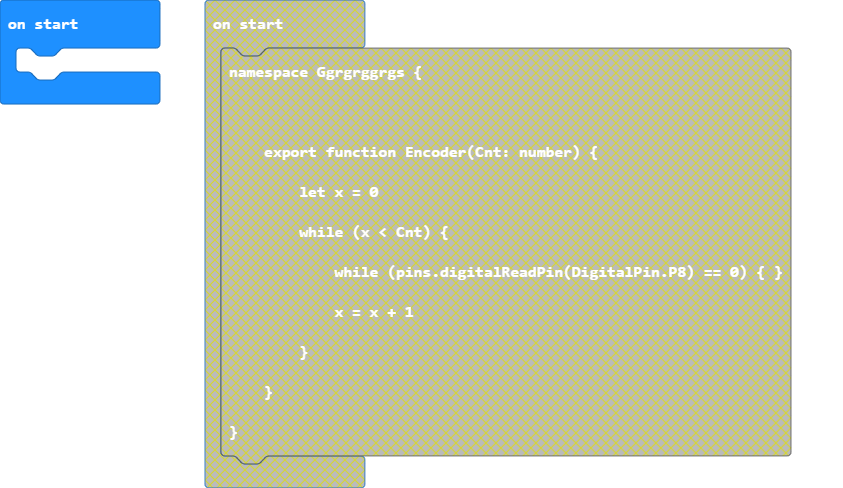 on start
on start
namespace Ggrgrggrgs {
export function Encoder(Cnt: number) {
let x = 0
while (x < Cnt) {
while (pins.digitalReadPin(DigitalPin.P8) == 0) { }
x = x + 1
}
}
}